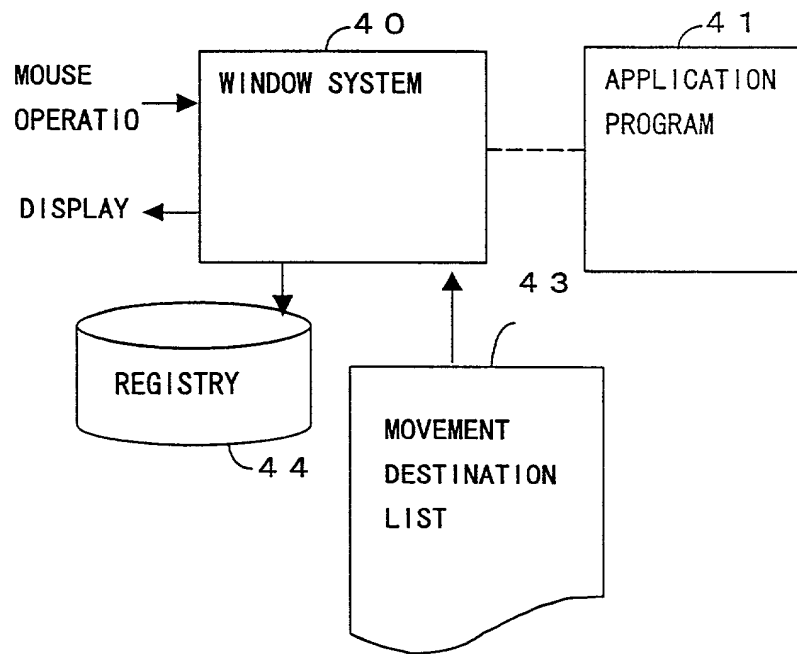 40
41
MOUSE
OPERATIO
WINDOW SYSTEM
APPLICATION
PROGRAM
DISPLAY
43
REGISTRY
44
MOVEMENT
DESTINATION
LIST